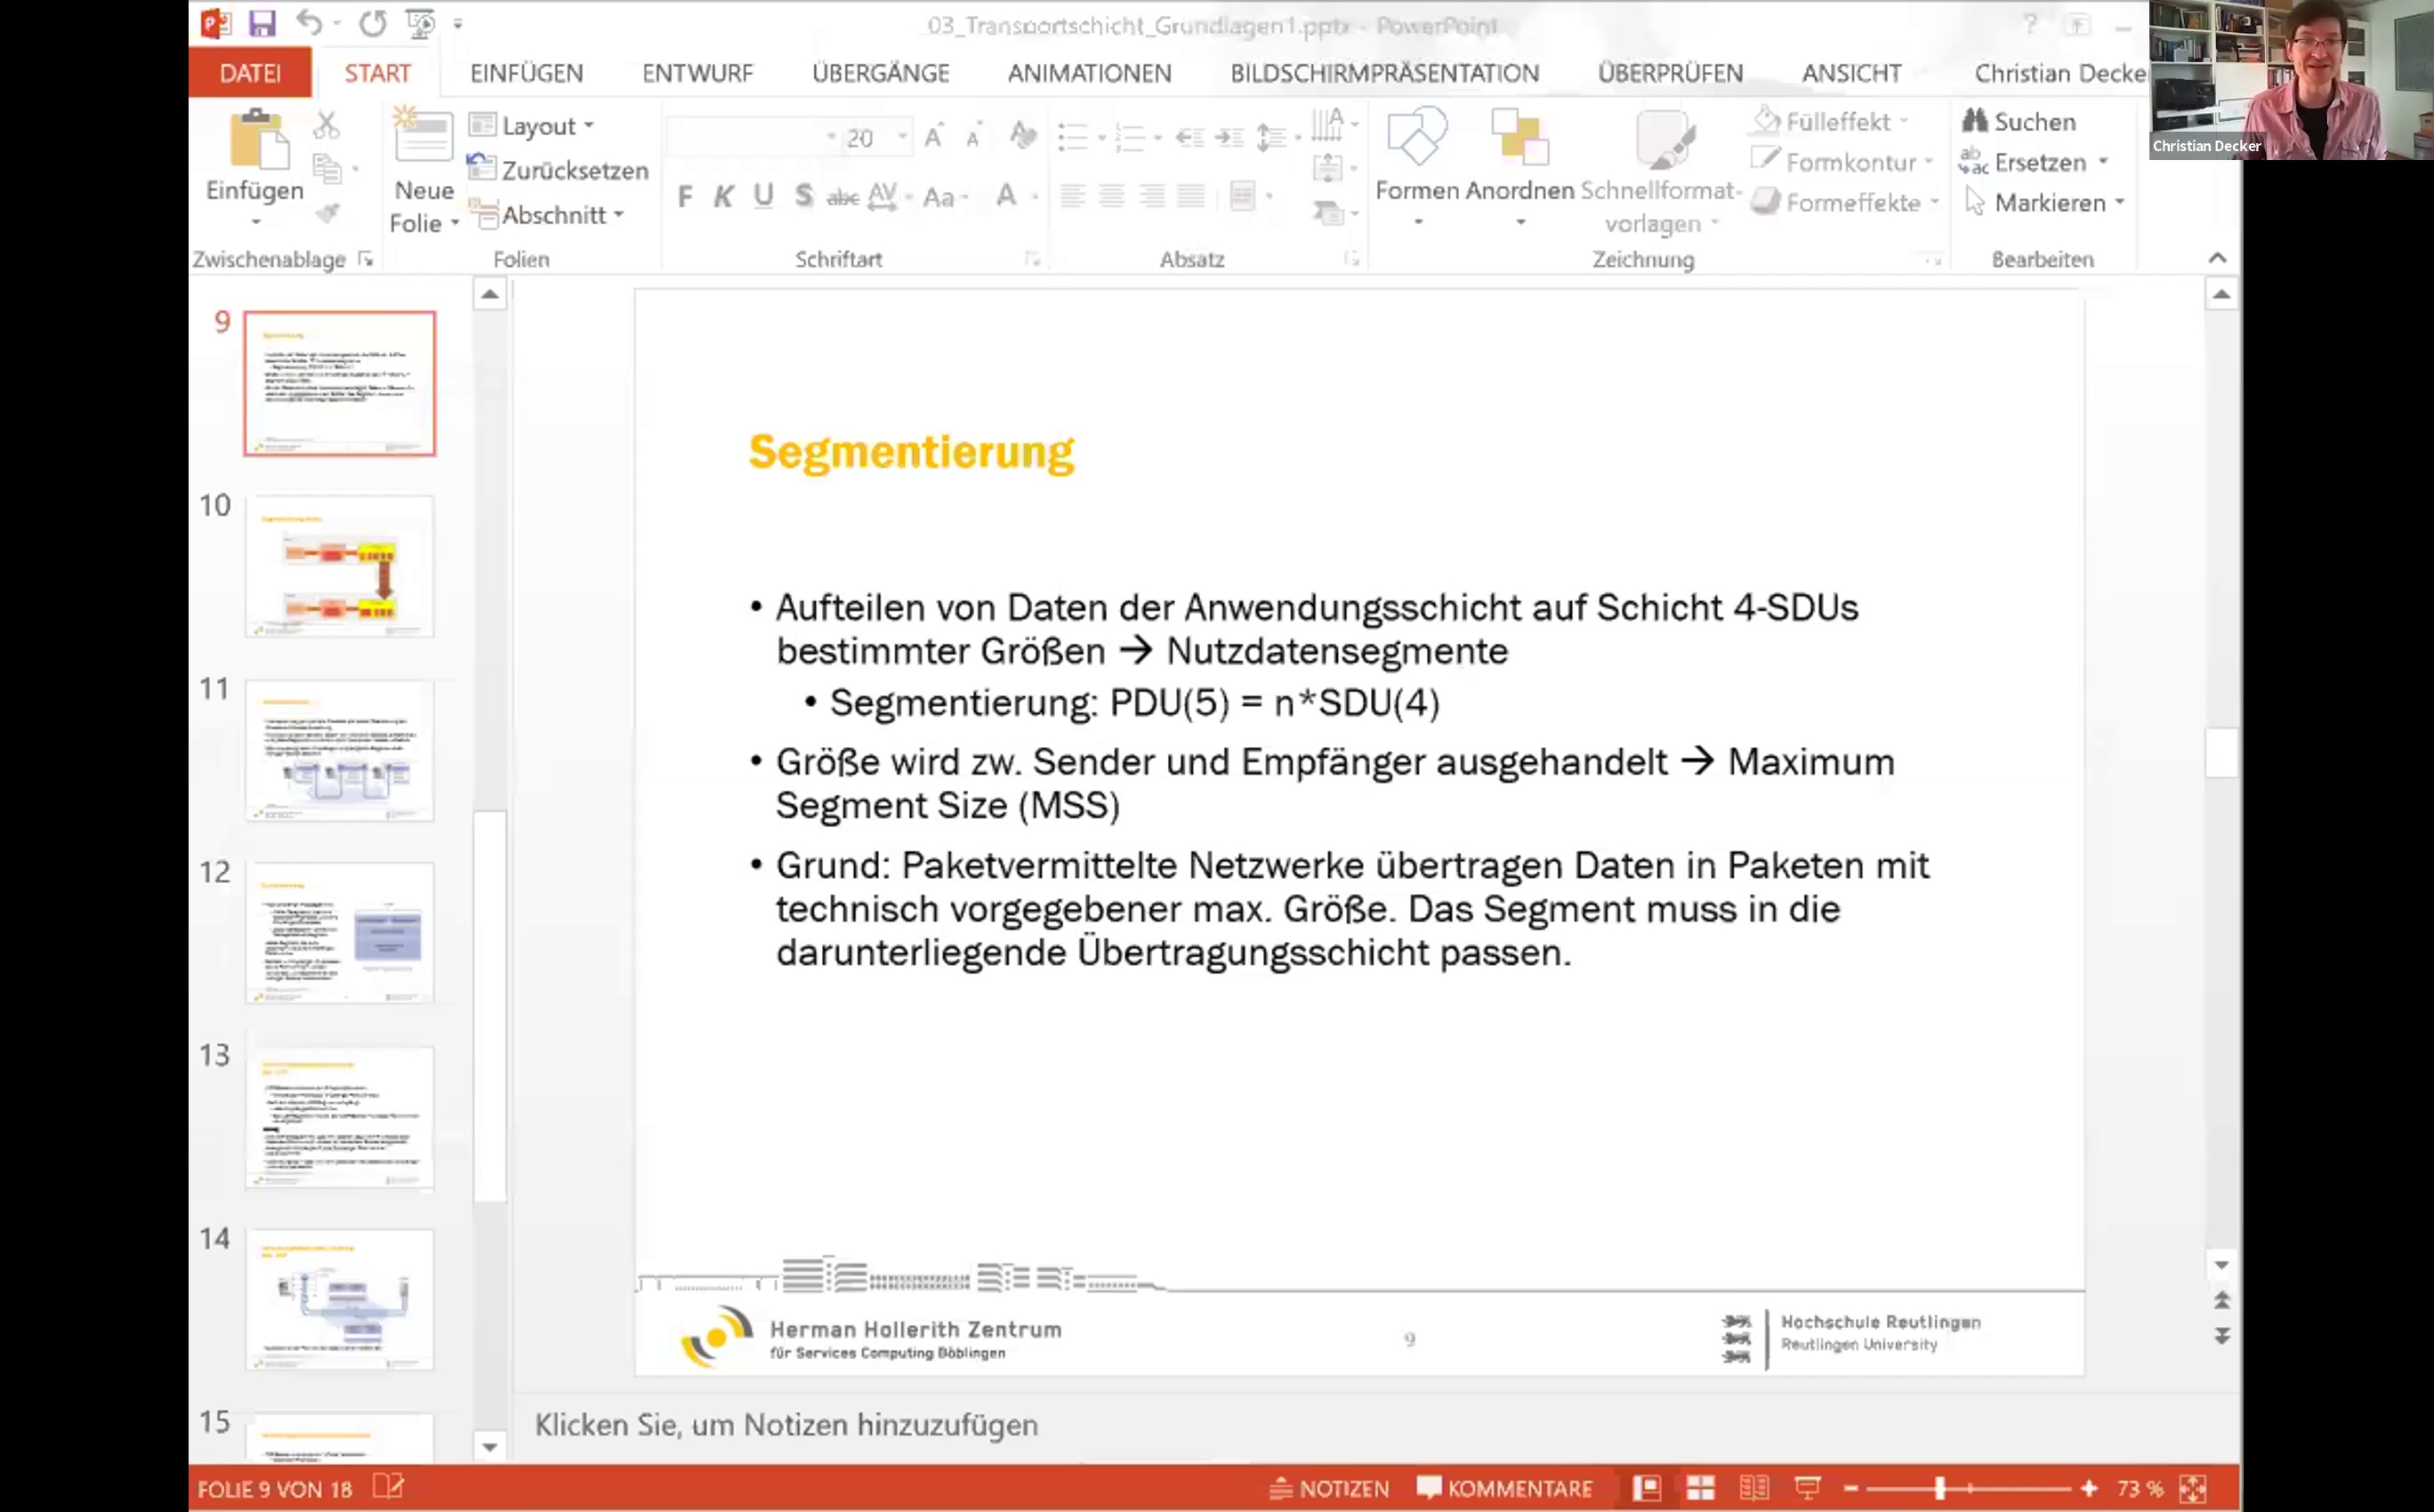 03_Transportschicht_Grundlagen1.pptx - PowerPoint
?
DATEI START EINFÜGEN ENTWURF ÜBERGÄNGE ANIMATIONEN BILDSCHIRMPRÄSENTATION ÜBERPRÜFEN ANSICHT Christian Decke
Einfügen
Neue
Folie
Layout
Zurücksetzen
Abschnitt
20
F K U S abc AV Aa A
Formen Anordnen Schnellformat-
vorlagen
Fülleffekt
Formkontur
Formeffekte
Suchen
Ersetzen
Markieren
Zwischenablage Folien Schriftart Absatz Zeichnung Bearbeiten
Christian Decker
9
10
11
12
13
14
15
Segmentierung
• Aufteilen von Daten der Anwendungsschicht auf Schicht 4-SDUs
bestimmter Größen → Nutzdatensegmente
• Segmentierung: PDU(5) = n*SDU(4)
• Größe wird zw. Sender und Empfänger ausgehandelt → Maximum
Segment Size (MSS)
• Grund: Paketvermittelte Netzwerke übertragen Daten in Paketen mit
technisch vorgegebener max. Größe. Das Segment muss in die
darunterliegende Übertragungsschicht passen.
Herman Hollerith Zentrum
für Services Computing Böblingen
9
Hochschule Reutlingen
Reutlingen University
Klicken Sie, um Notizen hinzuzufügen
FOLIE 9 VON 18 NOTIZEN KOMMENTARE 73 %